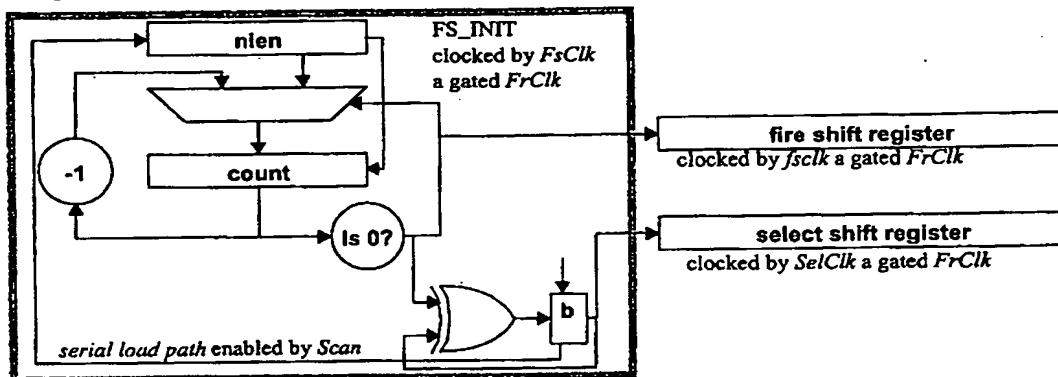 nlen
FS_INIT
clocked by FsClk
a gated FrClk
-1
count
Is 0?
b
serial load path enabled by Scan
fire shift register
clocked by fsclk a gated FrClk
select shift register
clocked by SelClk a gated FrClk